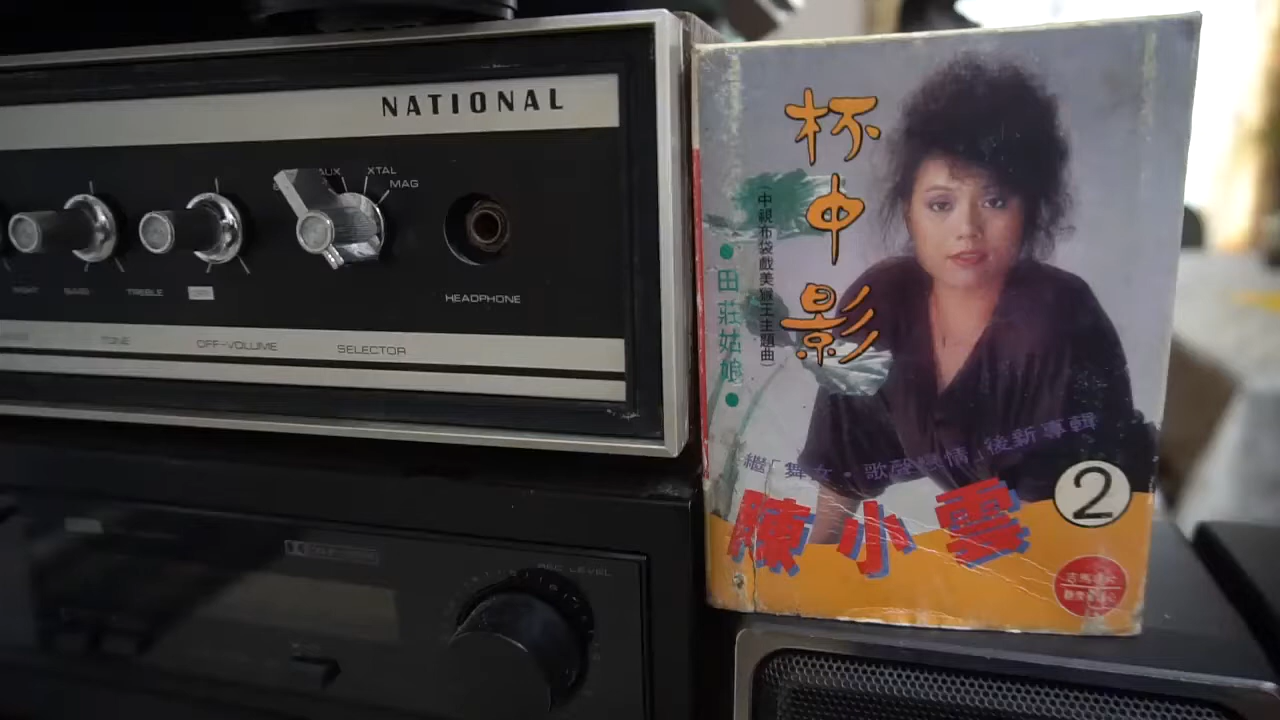 NATIONAL
AUX
XTAL
MAG
HEADPHONE
BASS
TREBLE
TONE
OFF-VOLUME
SELECTOR
REC LEVEL
杯中影
(中視布袋戲美猴王主題曲)
●田莊姑娘●
後新專輯
繼「舞女·歌聲
陳小雲
2